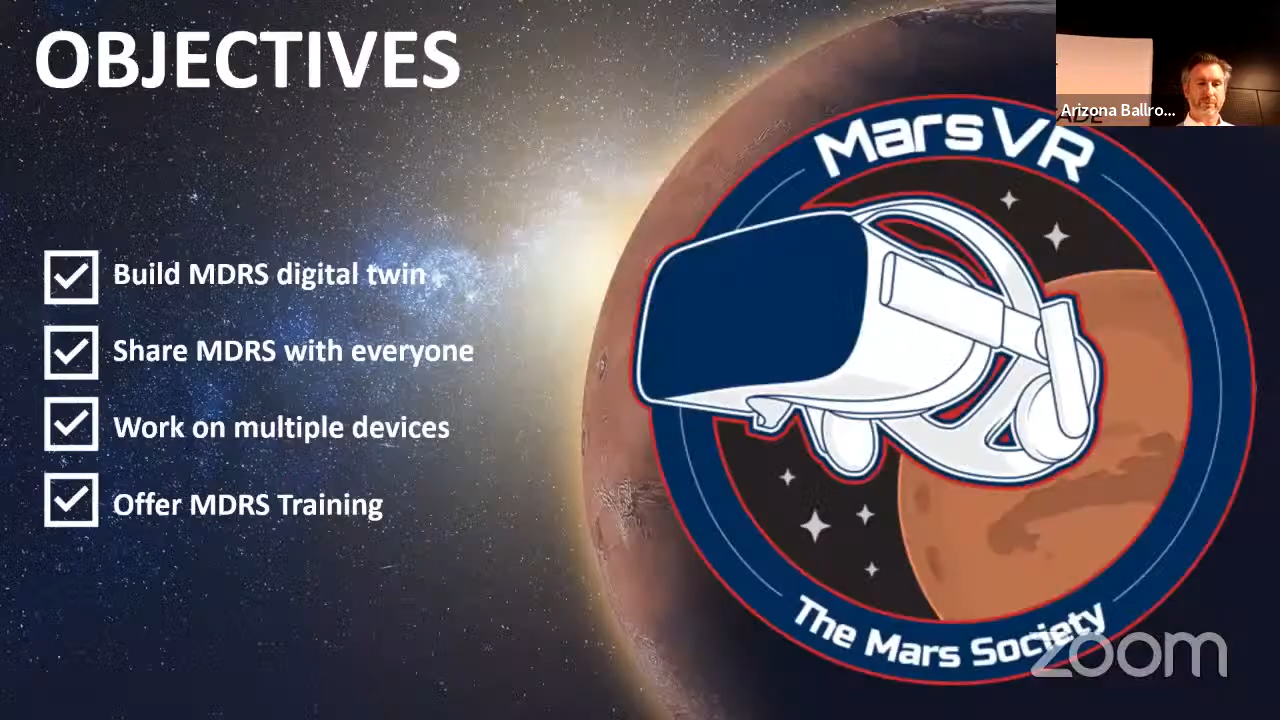 OBJECTIVES
Build MDRS digital twin
Share MDRS with everyone
Work on multiple devices
Offer MDRS Training
Mars VR
The Mars Society
Arizona Ballro...
zoom